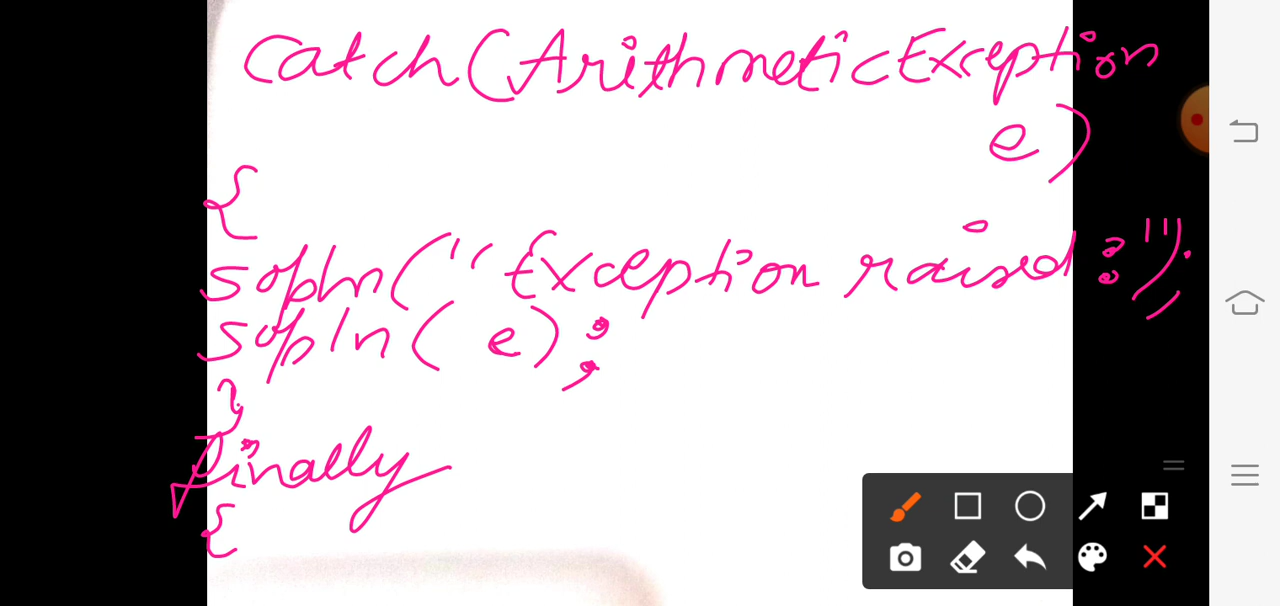 catch(ArithmeticException
e)
{
sopln("Exception raised:");
sopln(e);
}
finally
{